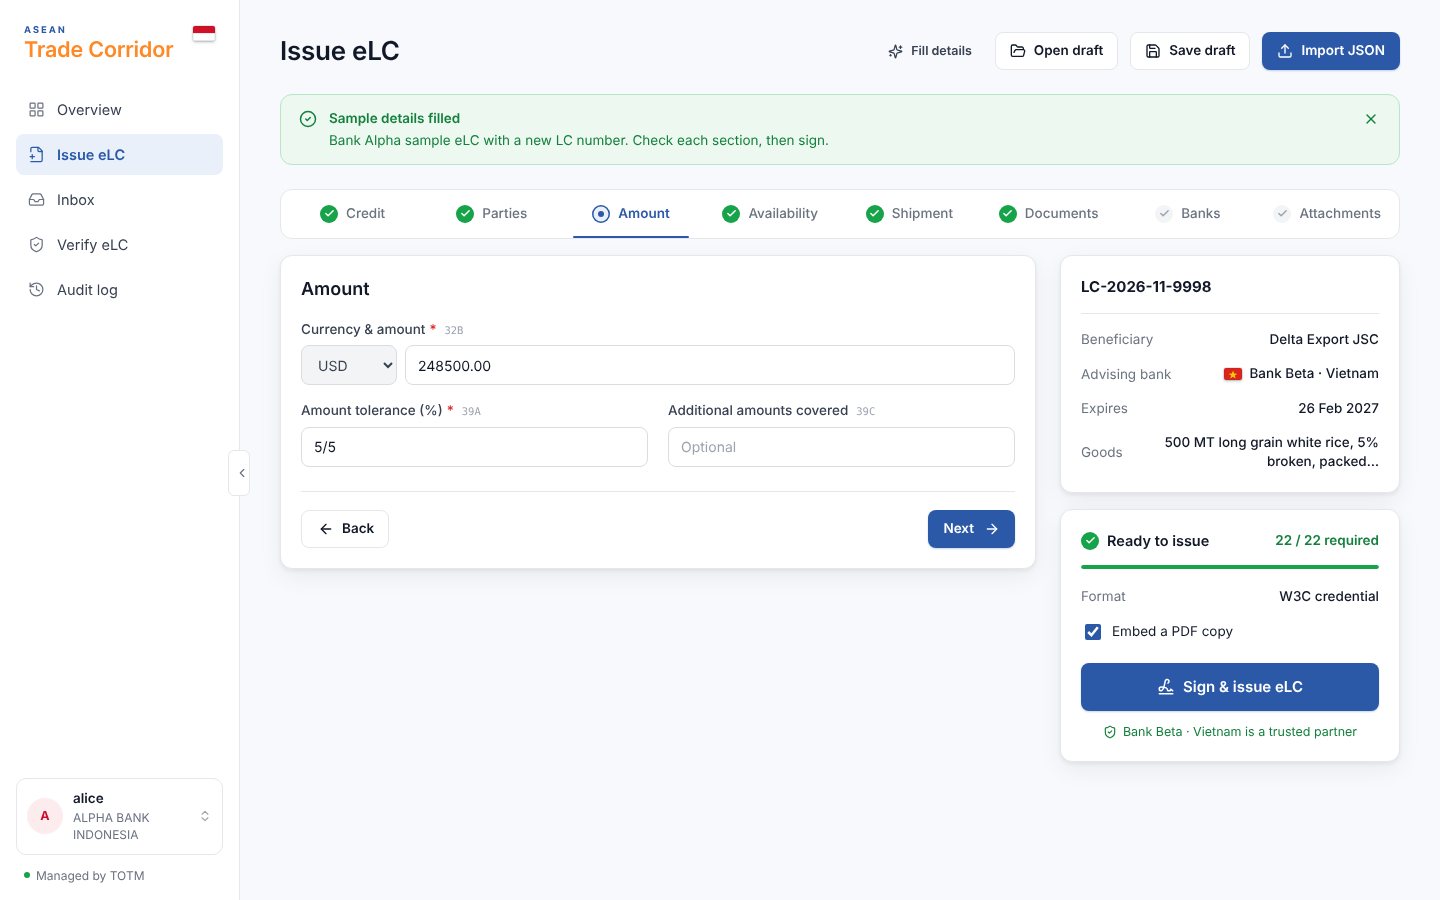 ASEAN
Trade Corridor
Overview
Issue eLC
Inbox
Verify eLC
Audit log
A
alice
ALPHA BANK
INDONESIA
Managed by TOTM
Issue eLC
Fill details
Open draft
Save draft
Import JSON
Sample details filled
Bank Alpha sample eLC with a new LC number. Check each section, then sign.
Credit
Parties
Amount
Availability
Shipment
Documents
Banks
Attachments
Amount
Currency & amount * 32B
USD
248500.00
Amount tolerance (%) * 39A
Additional amounts covered 39C
5/5
Optional
Back
Next
LC-2026-11-9998
Beneficiary
Delta Export JSC
Advising bank
Bank Beta · Vietnam
Expires
26 Feb 2027
Goods
500 MT long grain white rice, 5%
broken, packed...
Ready to issue
22 / 22 required
Format
W3C credential
Embed a PDF copy
Sign & issue eLC
Bank Beta · Vietnam is a trusted partner